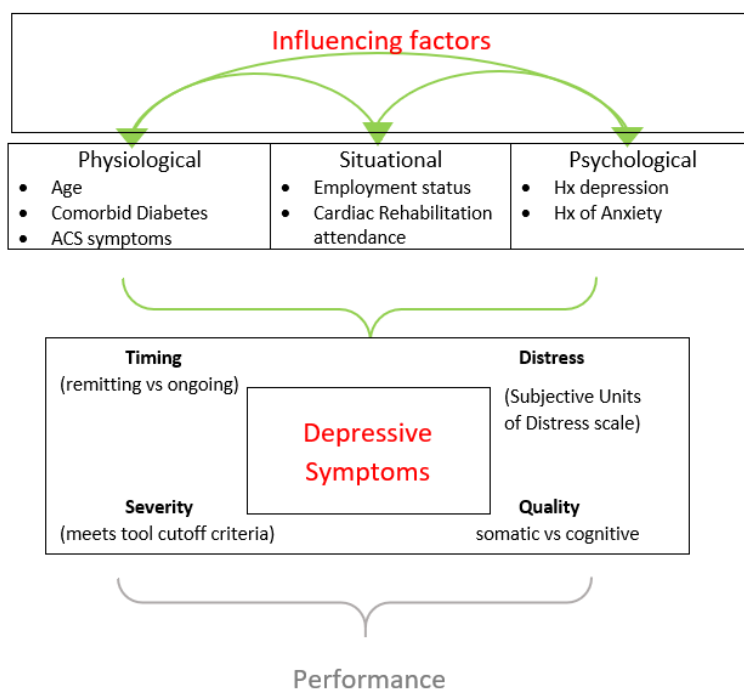 Influencing factors
Physiological
• Age
• Comorbid Diabetes
• ACS symptoms
Situational
• Employment status
• Cardiac Rehabilitation
attendance
Psychological
• Hx depression
• Hx of Anxiety
Timing
(remitting vs ongoing)
Distress
(Subjective Units
of Distress scale)
Depressive
Symptoms
Severity
(meets tool cutoff criteria)
Quality
somatic vs cognitive
Performance